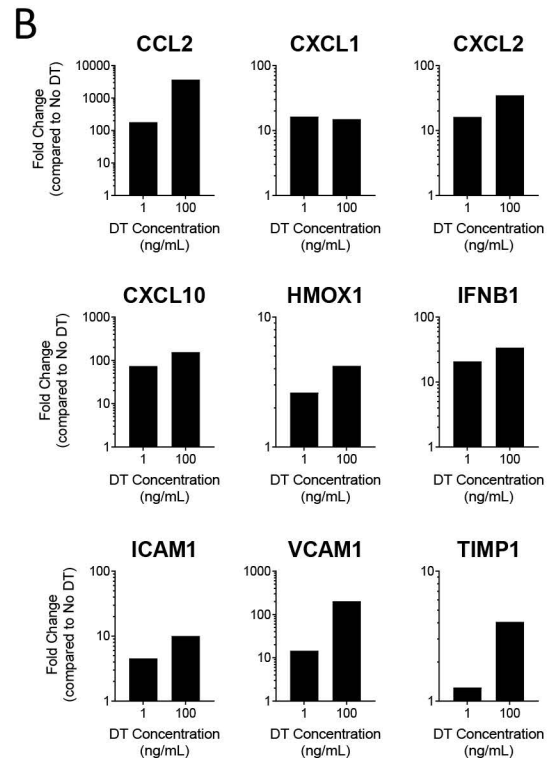 B
CCL2
CXCL1
CXCL2
Fold Change
(compared to No DT)
10000
1000
100
10
1
100
10
1
100
10
1
1 100
1 100
1 100
DT Concentration
(ng/mL)
DT Concentration
(ng/mL)
DT Concentration
(ng/mL)
CXCL10
HMOX1
IFNB1
Fold Change
(compared to No DT)
1000
100
10
1
10
1
100
10
1
1 100
1 100
1 100
DT Concentration
(ng/mL)
DT Concentration
(ng/mL)
DT Concentration
(ng/mL)
ICAM1
VCAM1
TIMP1
Fold Change
(compared to No DT)
100
10
1
1000
100
10
1
10
1
1 100
1 100
1 100
DT Concentration
(ng/mL)
DT Concentration
(ng/mL)
DT Concentration
(ng/mL)